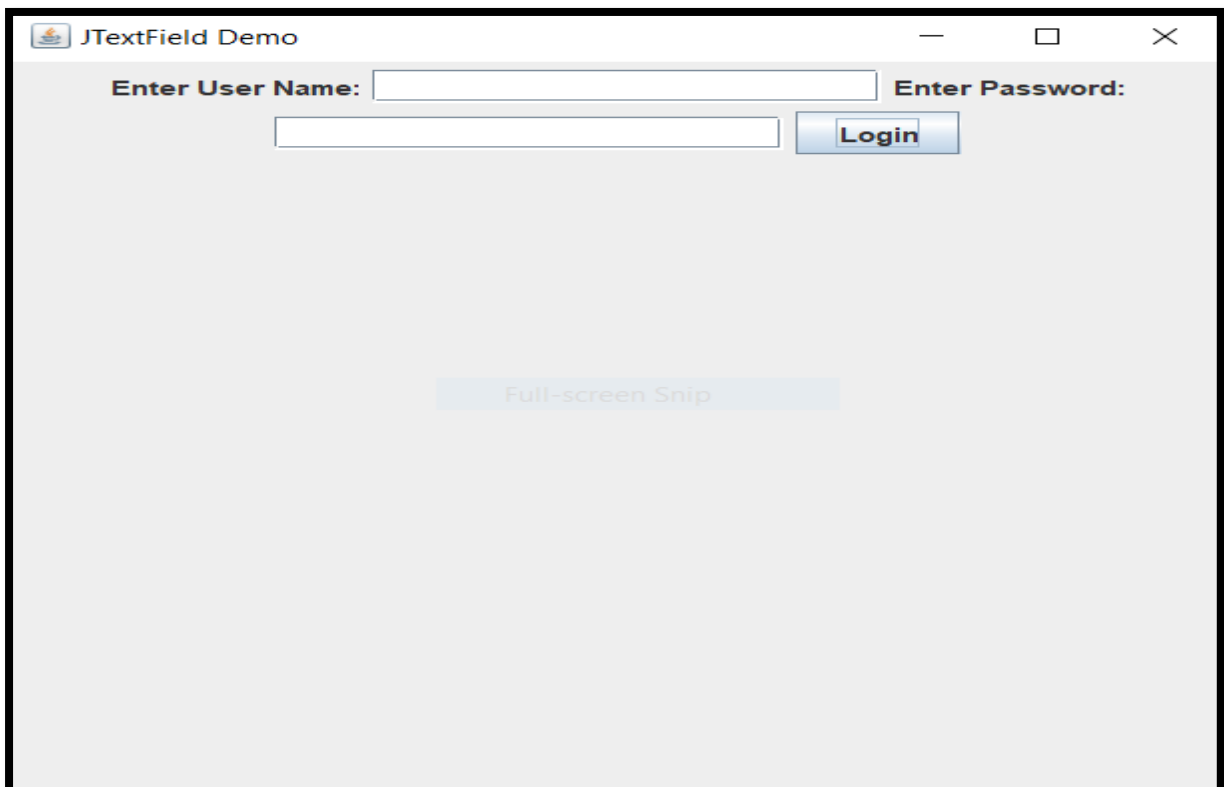 JTextField Demo
Enter User Name: Enter Password:
Login
Full-screen Snip